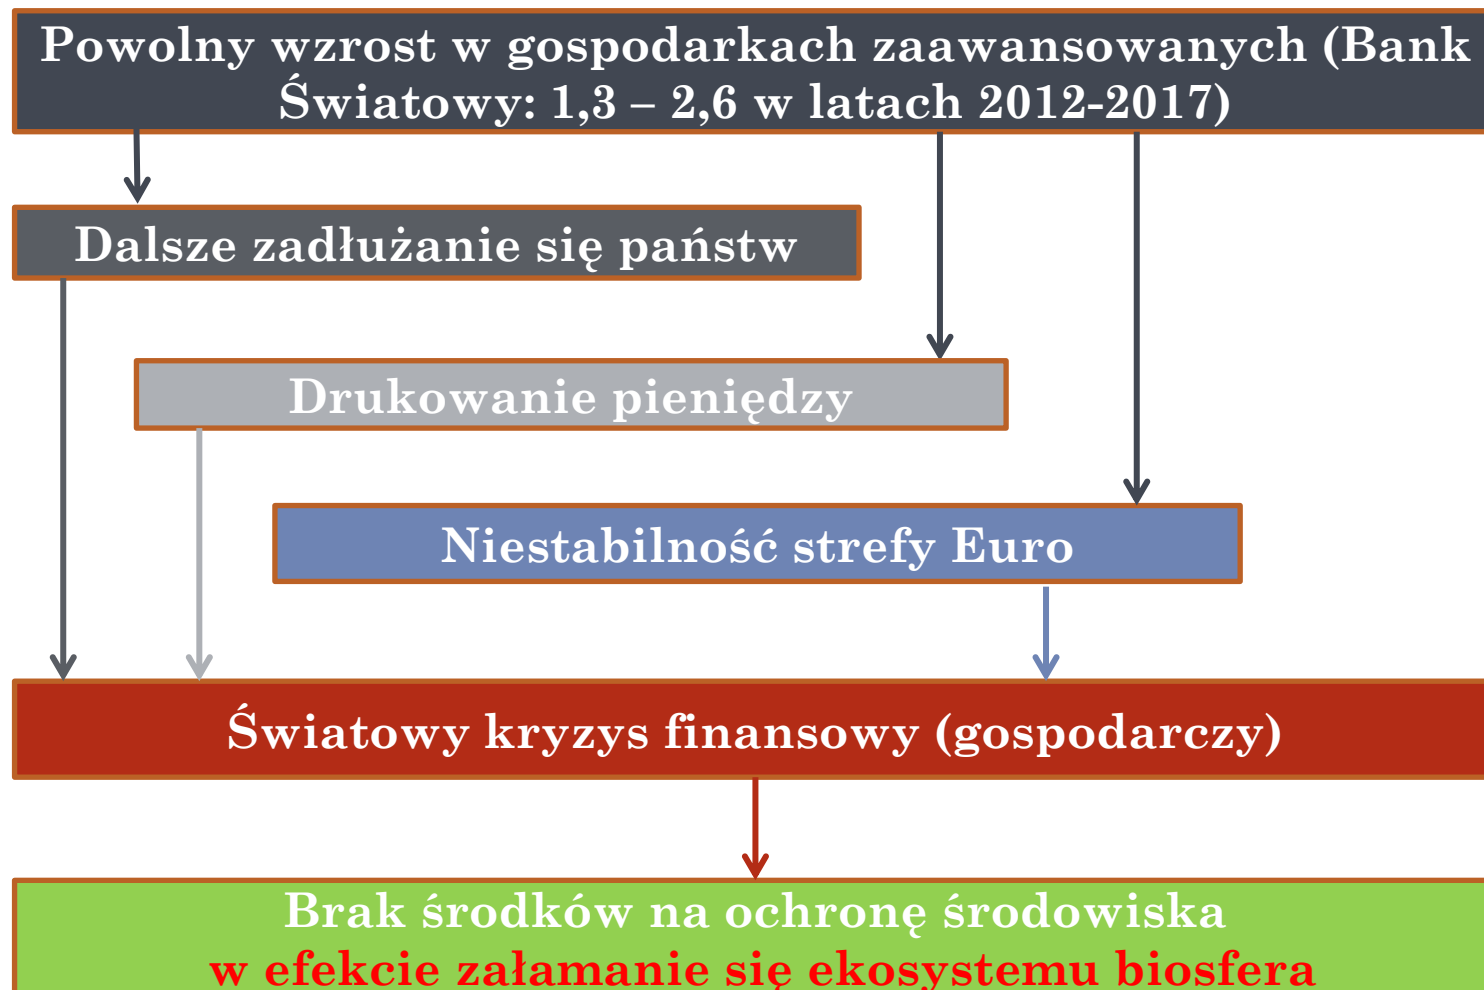 Powolny wzrost w gospodarkach zaawansowanych (Bank
Światowy: 1,3 – 2,6 w latach 2012-2017)
Dalsze zadłużanie się państw
Drukowanie pieniędzy
Niestabilność strefy Euro
Światowy kryzys finansowy (gospodarczy)
Brak środków na ochronę środowiska
w efekcie załamanie się ekosystemu biosfera